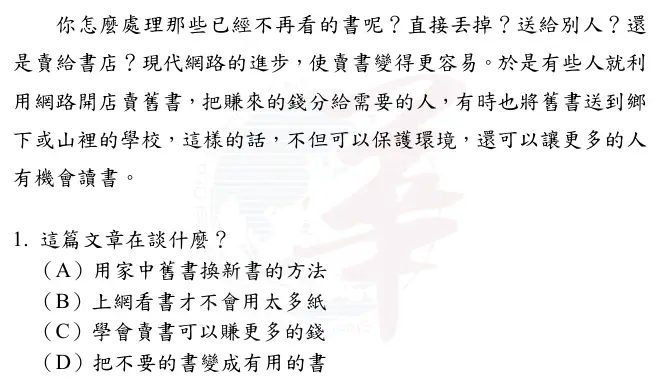 你怎麼處理那些已經不再看的書呢？直接丟掉？送給別人？還
是賣給書店？現代網路的進步，使賣書變得更容易。於是有些人就利
用網路開店賣舊書，把賺來的錢分給需要的人，有時也將舊書送到鄉
下或山裡的學校，這樣的話，不但可以保護環境，還可以讓更多的人
有機會讀書。
1. 這篇文章在談什麼？
（A）用家中舊書換新書的方法
（B）上網看書才不會用太多紙
（C）學會賣書可以賺更多的錢
（D）把不要的書變成有用的書